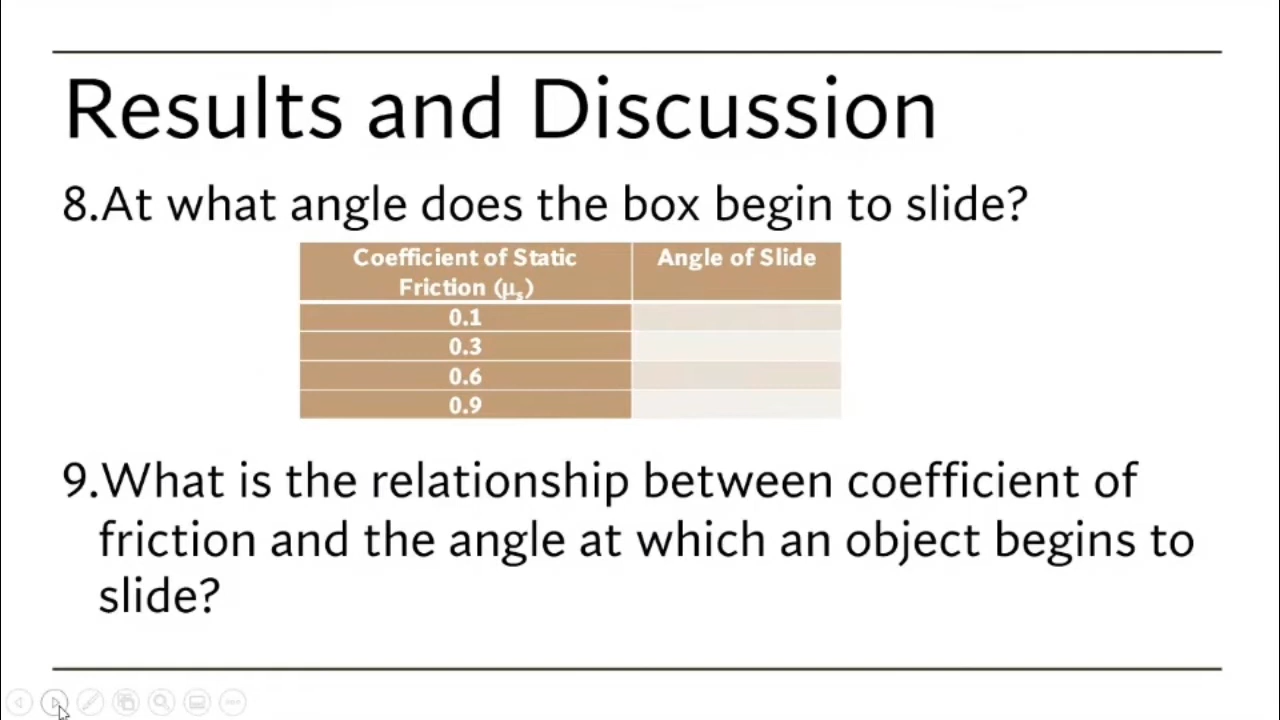 Results and Discussion
8.At what angle does the box begin to slide?
Coefficient of Static Friction (μs)
Angle of Slide
0.1
0.3
0.6
0.9
9.What is the relationship between coefficient of
friction and the angle at which an object begins to
slide?